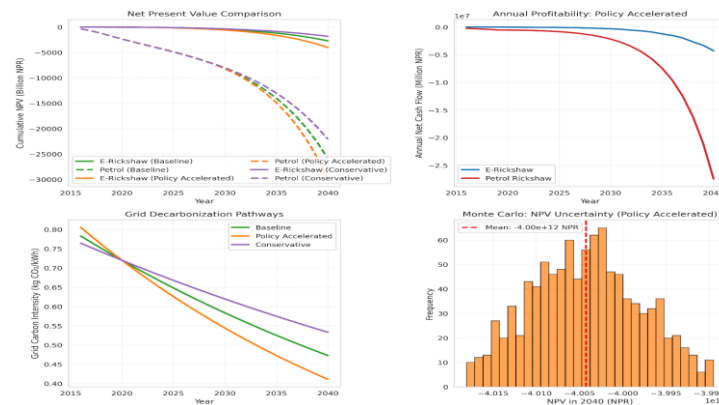 Net Present Value Comparison
Cumulative NPV (Billion NPR)
0
−5000
−10000
−15000
−20000
−25000
−30000
E-Rickshaw (Baseline)
Petrol (Baseline)
E-Rickshaw (Policy Accelerated)
Petrol (Policy Accelerated)
E-Rickshaw (Conservative)
Petrol (Conservative)
2015 2020 2025 2030 2035 2040
Year
Annual Profitability: Policy Accelerated
1e7
Annual Net Cash Flow (Million NPR)
0.0
−0.5
−1.0
−1.5
−2.0
−2.5
E-Rickshaw
Petrol Rickshaw
2015 2020 2025 2030 2035 2040
Year
Grid Decarbonization Pathways
Grid Carbon Intensity (kg CO₂/kWh)
0.80
0.75
0.70
0.65
0.60
0.55
0.50
0.45
0.40
Baseline
Policy Accelerated
Conservative
2015 2020 2025 2030 2035 2040
Year
Monte Carlo: NPV Uncertainty (Policy Accelerated)
Mean: -4.00e+12 NPR
Frequency
60
50
40
30
20
10
0
−4.015 −4.010 −4.005 −4.000 −3.995 −3.99
NPV in 2040 (NPR)